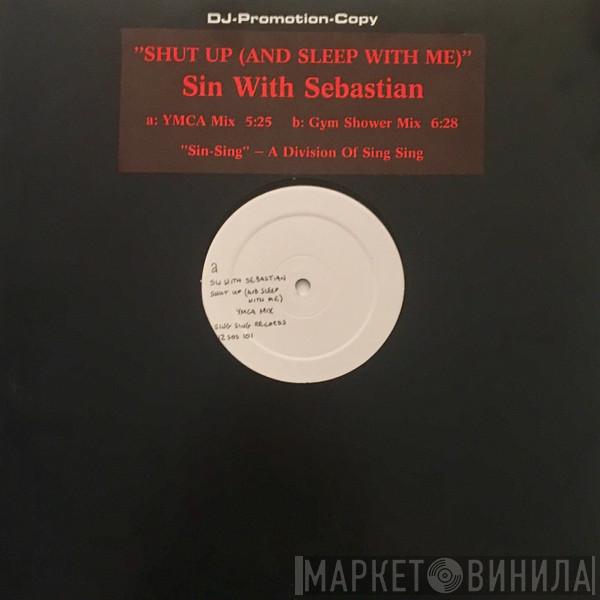 DJ-Promotion-Copy
"SHUT UP (AND SLEEP WITH ME)"
Sin With Sebastian
a: YMCA Mix 5:25 b: Gym Shower Mix 6:28
"Sin-Sing" – A Division Of Sing Sing
a
SIN WITH SEBASTIAN
SHUT UP (AND SLEEP
WITH ME)
YMCA MIX
SING SING RECORDS
12 SOS 101
МАРКЕТ ВИНИЛА